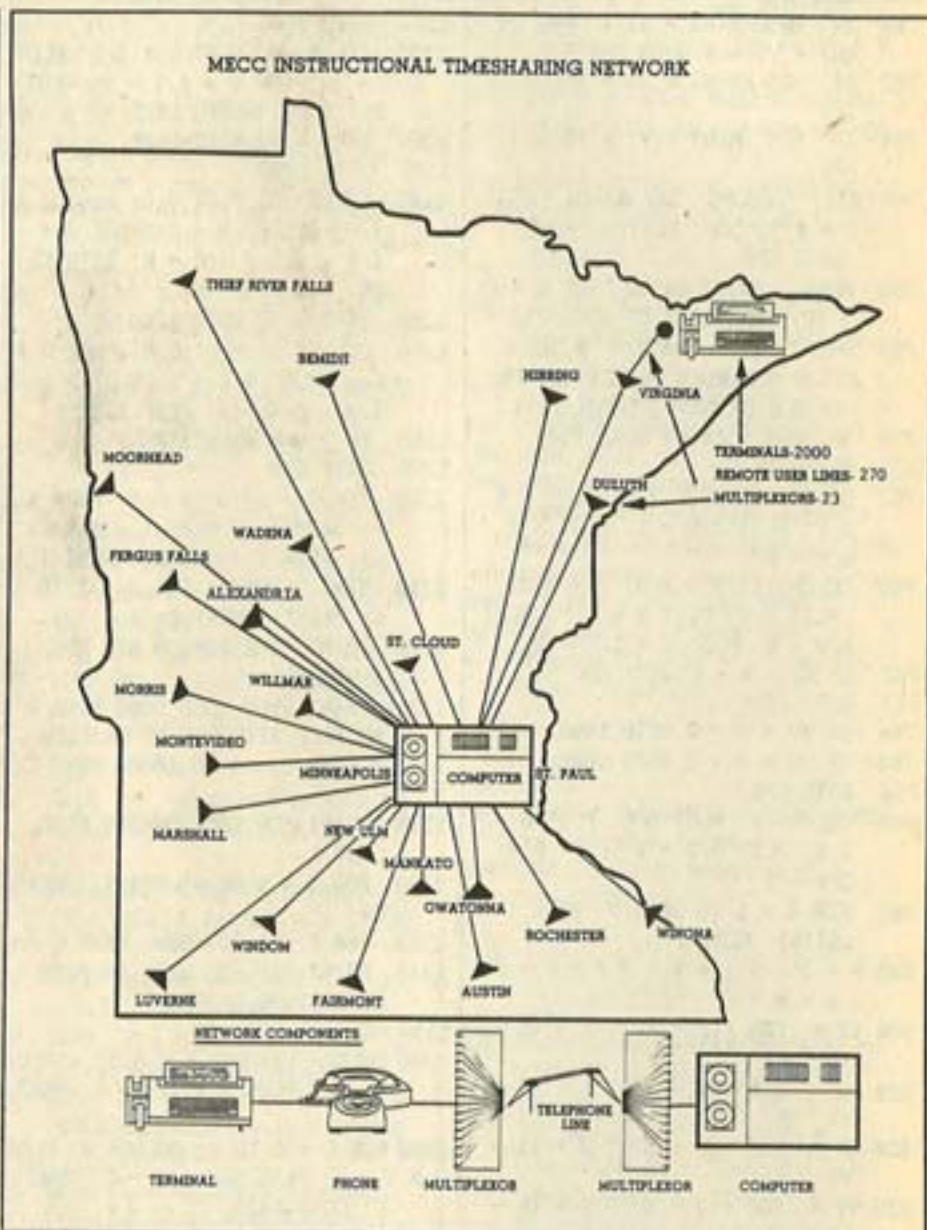 MECC INSTRUCTIONAL TIMESHARING NETWORK
THIEF RIVER FALLS
BEMIDJI
HIBBING
VIRGINIA
TERMINALS-2000
REMOTE USER LINES- 270
MULTIPLEXORS- 23
MOORHEAD
DULUTH
WADENA
FERGUS FALLS
ALEXANDRIA
ST. CLOUD
WILLMAR
MORRIS
MONTEVIDEO
MINNEAPOLIS
COMPUTER
ST. PAUL
MARSHALL
NEW ULM
MANKATO
OWATONNA
WINDOM
ROCHESTER
WINONA
LUVERNE
FAIRMONT
AUSTIN
NETWORK COMPONENTS
TELEPHONE
LINE
TERMINAL
PHONE
MULTIPLEXOR
MULTIPLEXOR
COMPUTER